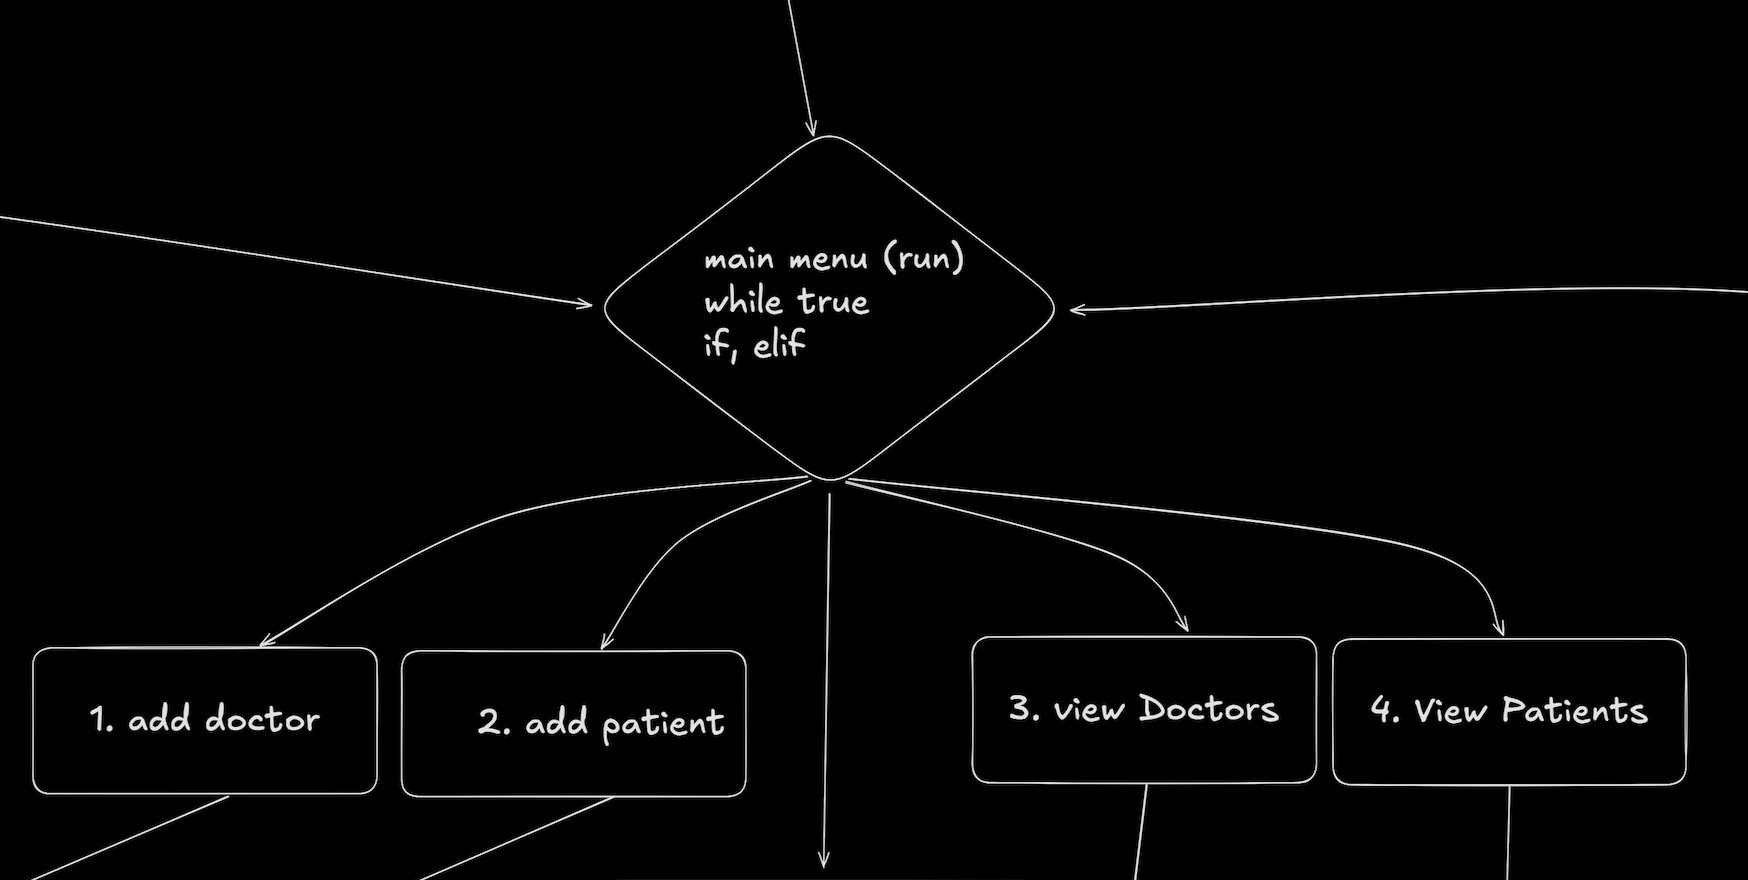 main menu (run)
while true
if, elif
1. add doctor
2. add patient
3. view Doctors
4. View Patients